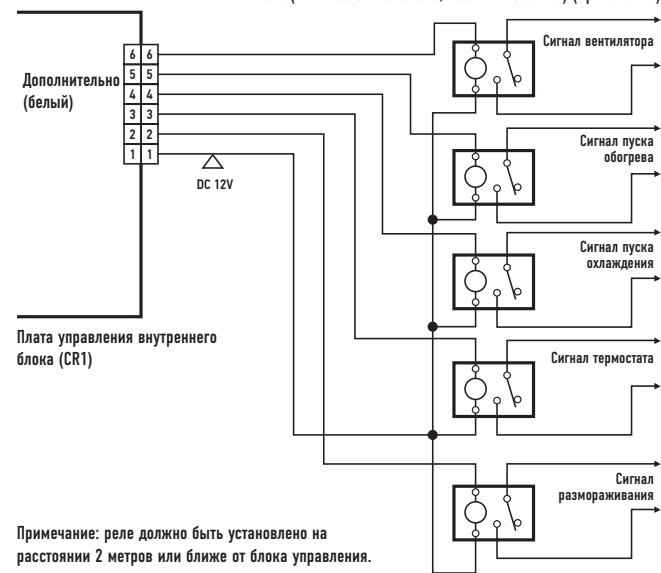 Сигнал вентилятора
6 6
5 5
4 4
3 3
2 2
1 1
Дополнительно
(белый)
DC 12V
Сигнал пуска
обогрева
Сигнал пуска
охлаждения
Плата управления внутреннего
блока (CR1)
Сигнал термостата
Сигнал
размораживания
Примечание: реле должно быть установлено на
расстоянии 2 метров или ближе от блока управления.